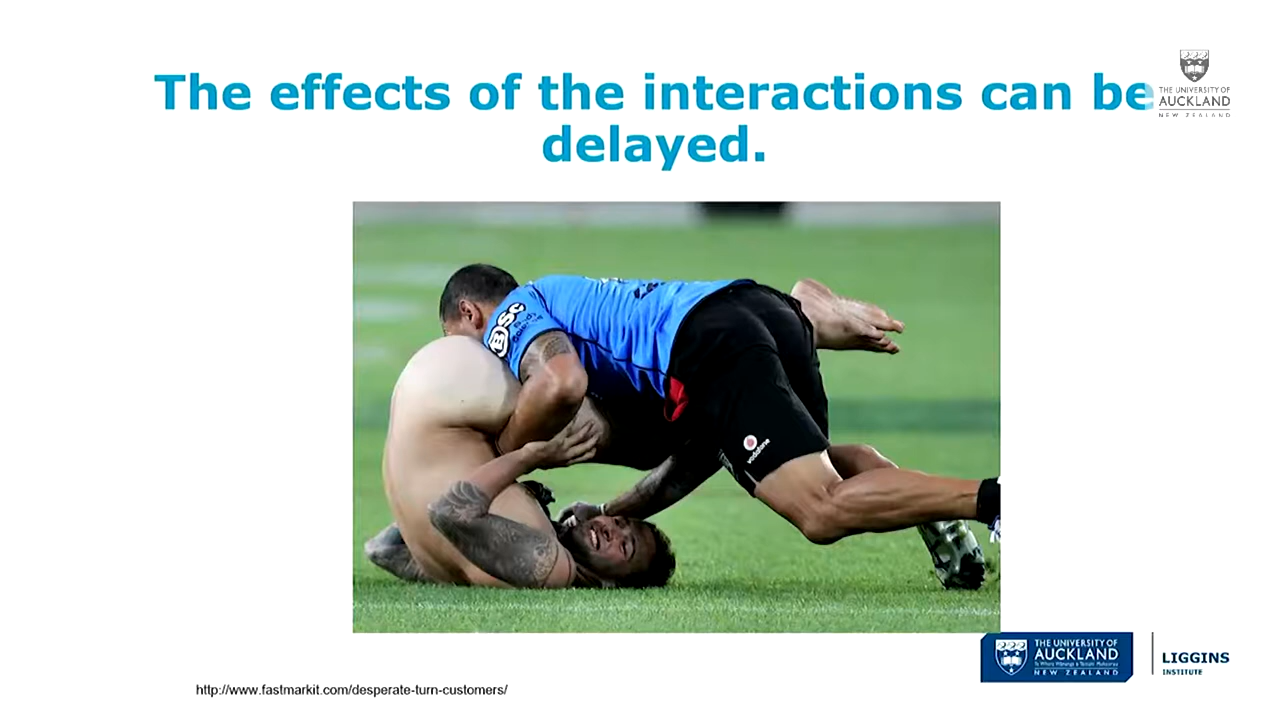 The effects of the interactions can be
delayed.
THE UNIVERSITY OF
AUCKLAND
NEW ZEALAND
BSc
vodafone
THE UNIVERSITY OF
AUCKLAND
NEW ZEALAND
LIGGINS
INSTITUTE
http://www.fastmarkit.com/desperate-turn-customers/